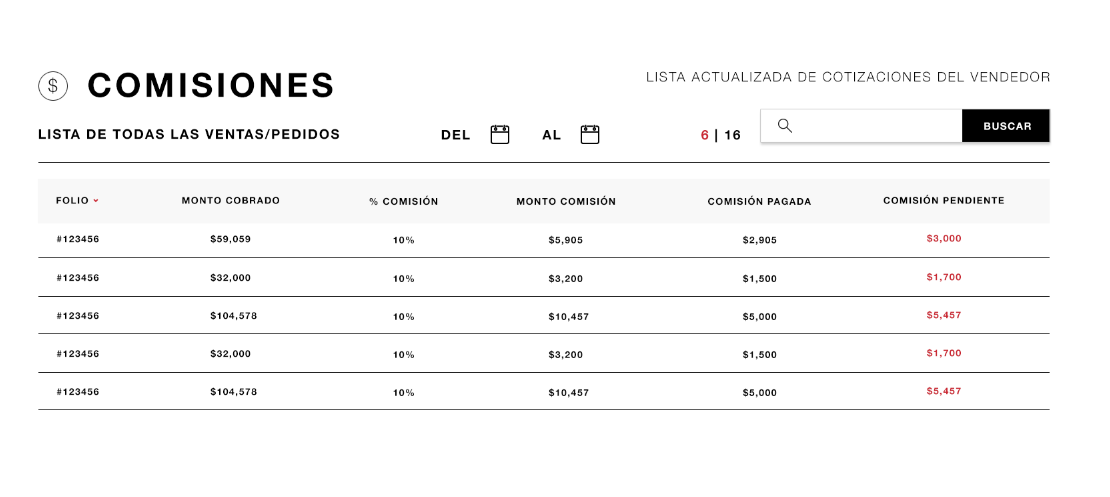 $ COMISIONES
LISTA ACTUALIZADA DE COTIZACIONES DEL VENDEDOR
LISTA DE TODAS LAS VENTAS/PEDIDOS DEL AL 6 | 16 BUSCAR
FOLIO MONTO COBRADO % COMISIÓN MONTO COMISIÓN COMISIÓN PAGADA COMISIÓN PENDIENTE
#123456 $59,059 10% $5,905 $2,905 $3,000
#123456 $32,000 10% $3,200 $1,500 $1,700
#123456 $104,578 10% $10,457 $5,000 $5,457
#123456 $32,000 10% $3,200 $1,500 $1,700
#123456 $104,578 10% $10,457 $5,000 $5,457